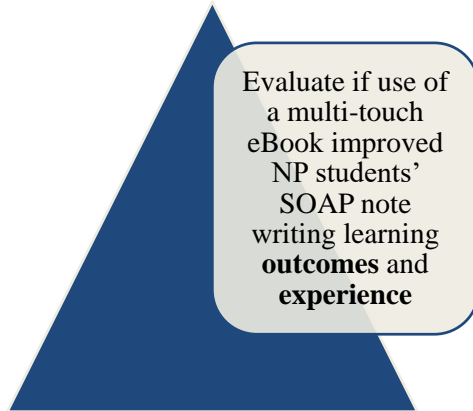 Evaluate if use of
a multi-touch
eBook improved
NP students’
SOAP note
writing learning
outcomes and
experience